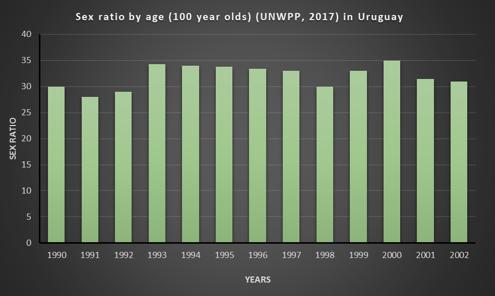 Sex ratio by age (100 year olds) (UNWPP, 2017) in Uruguay
40
35
30
25
20
15
10
5
0
SEX RATIO
1990 1991 1992 1993 1994 1995 1996 1997 1998 1999 2000 2001 2002
YEARS